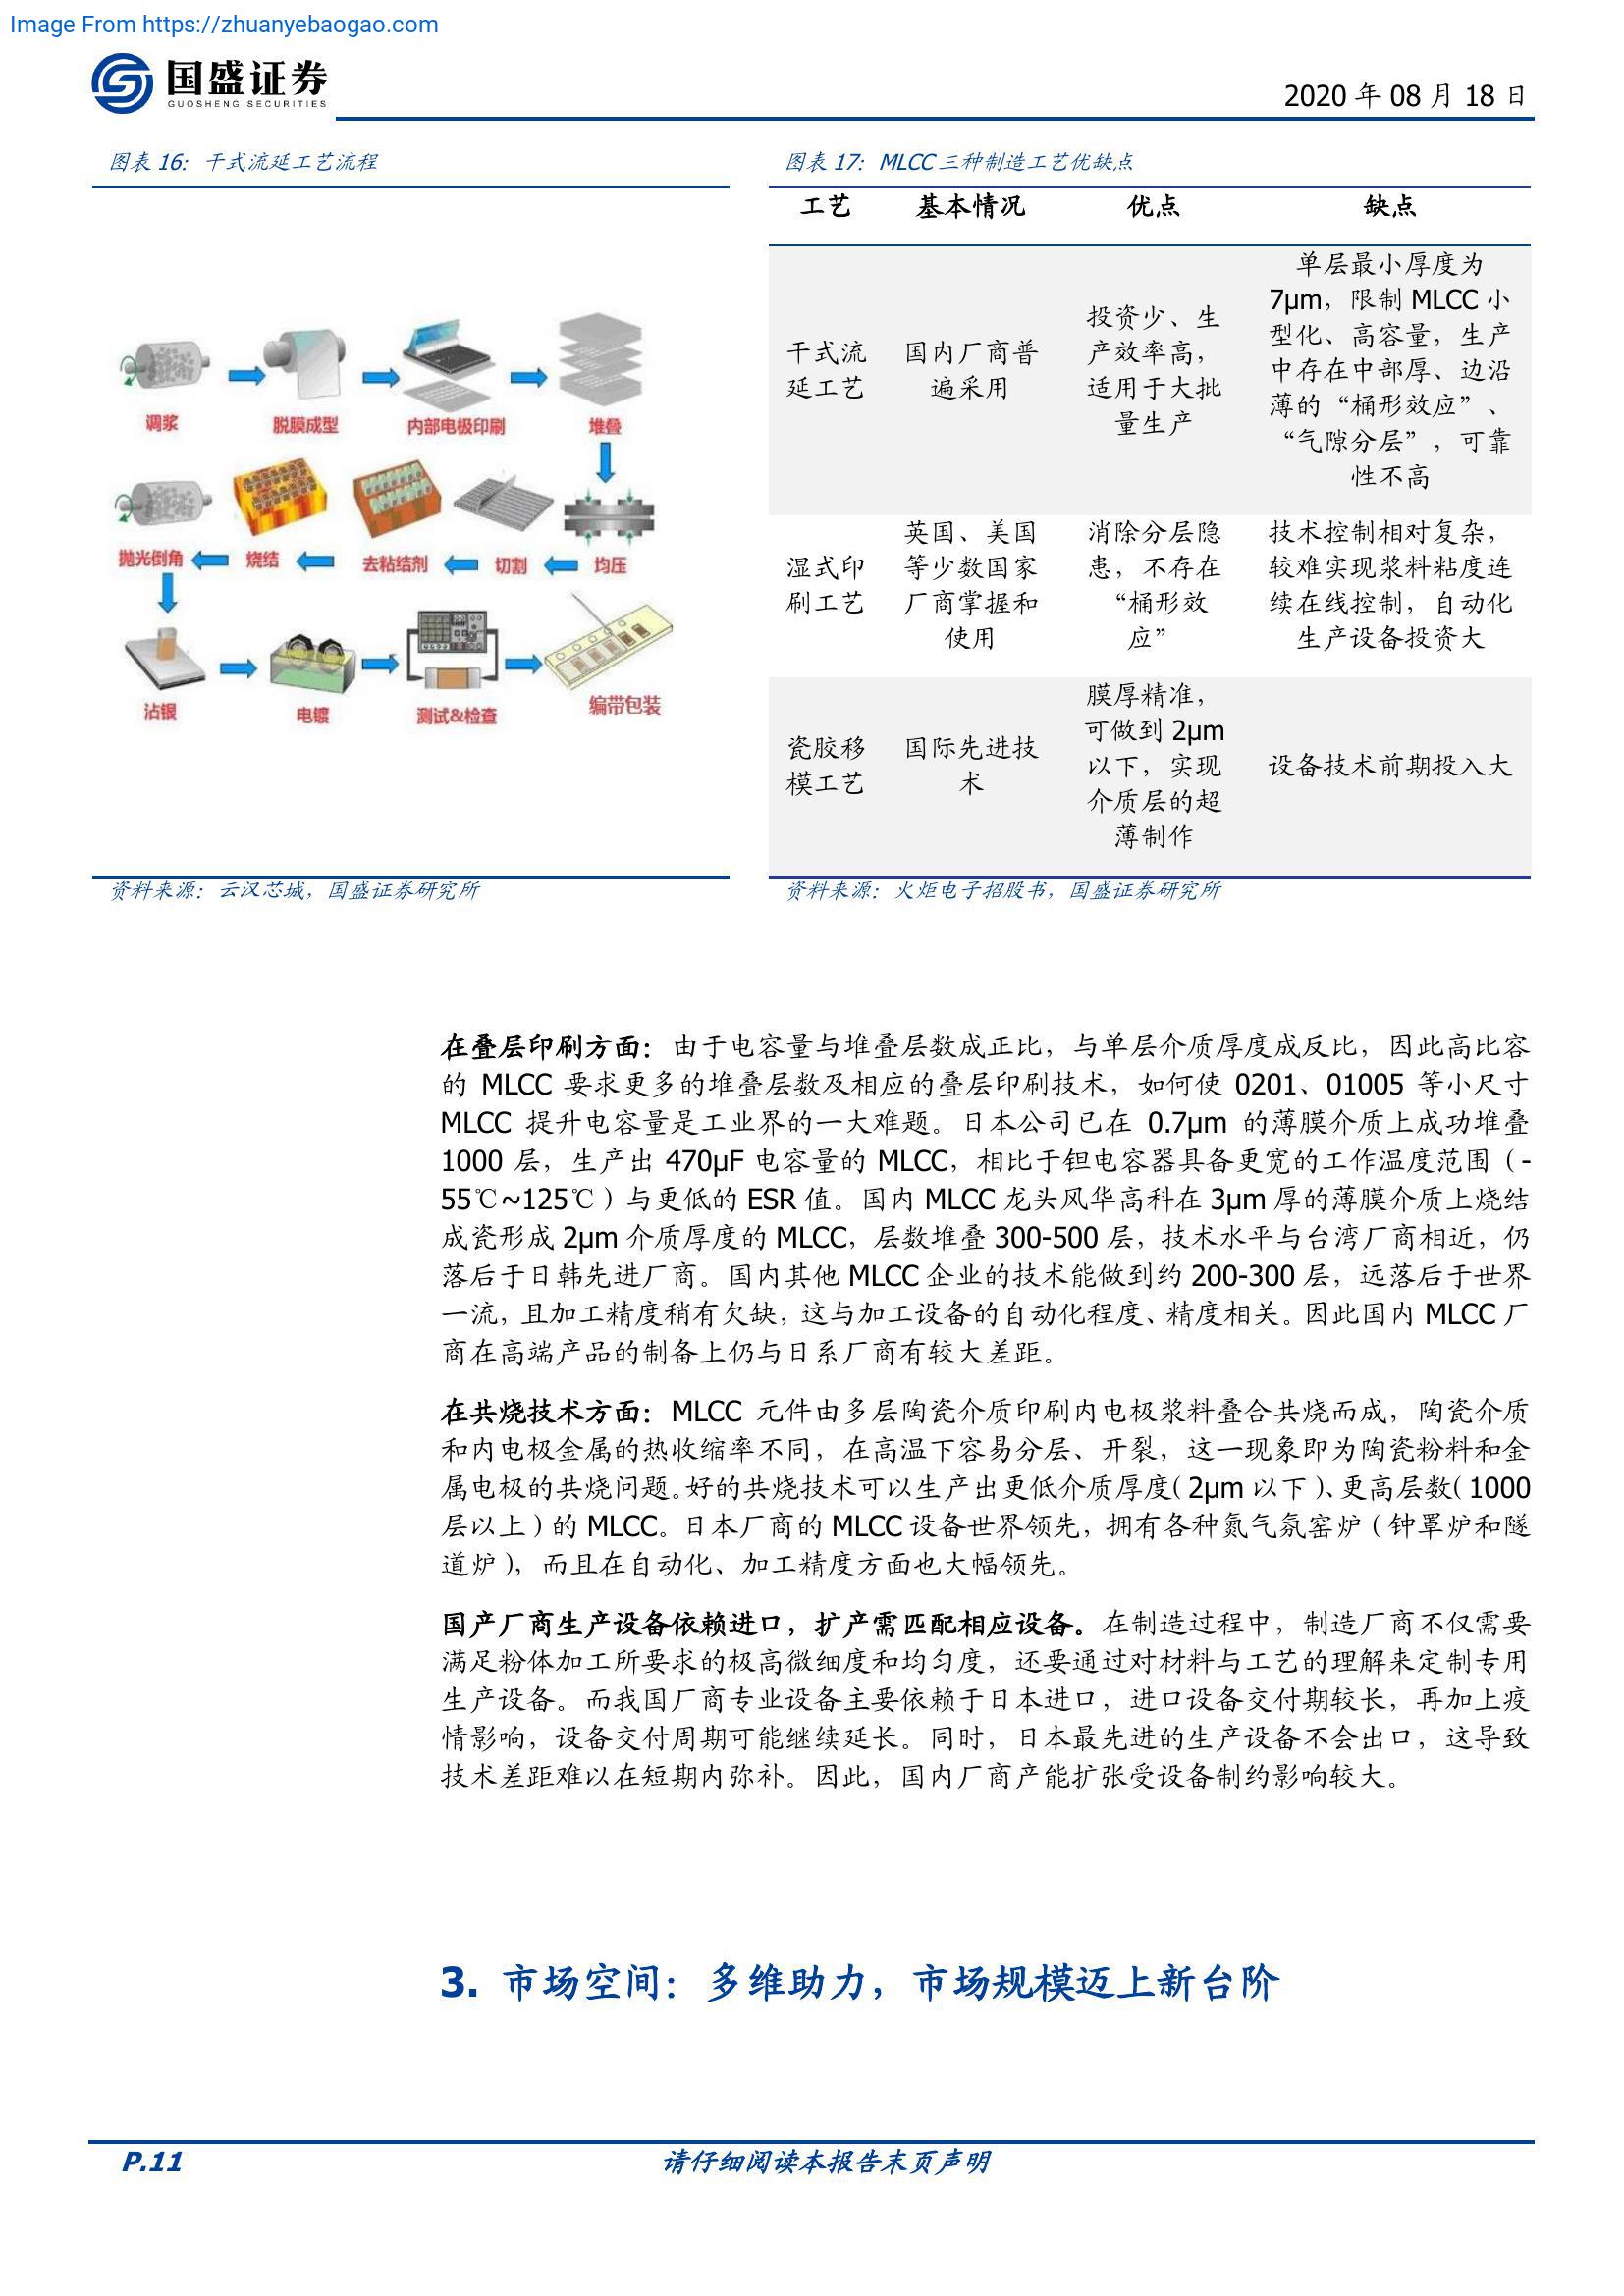 Image From https://zhuanyebaogao.com
国盛证券
GUOSHENG SECURITIES
2020 年 08 月 18 日
图表 16：干式流延工艺流程
调浆
脱膜成型
内部电极印刷
堆叠
抛光倒角
烧结
去粘结剂
切割
均压
沾银
电镀
测试&检查
编带包装
资料来源：云汉芯城，国盛证券研究所
图表 17：MLCC 三种制造工艺优缺点
工艺 基本情况 优点 缺点
干式流
延工艺
国内厂商普
遍采用
投资少、生
产效率高，
适用于大批
量生产
单层最小厚度为
7μm，限制 MLCC 小
型化、高容量，生产
中存在中部厚、边沿
薄的“桶形效应”、
“气隙分层”，可靠
性不高
湿式印
刷工艺
英国、美国
等少数国家
厂商掌握和
使用
消除分层隐
患，不存在
“桶形效
应”
技术控制相对复杂，
较难实现浆料粘度连
续在线控制，自动化
生产设备投资大
瓷胶移
模工艺
国际先进技
术
膜厚精准，
可做到 2μm
以下，实现
介质层的超
薄制作
设备技术前期投入大
资料来源：火炬电子招股书，国盛证券研究所
在叠层印刷方面：由于电容量与堆叠层数成正比，与单层介质厚度成反比，因此高比容
的 MLCC 要求更多的堆叠层数及相应的叠层印刷技术，如何使 0201、01005 等小尺寸
MLCC 提升电容量是工业界的一大难题。日本公司已在 0.7μm 的薄膜介质上成功堆叠
1000 层，生产出 470μF 电容量的 MLCC，相比于钽电容器具备更宽的工作温度范围（-
55℃~125℃）与更低的 ESR 值。国内 MLCC 龙头风华高科在 3μm 厚的薄膜介质上烧结
成瓷形成 2μm 介质厚度的 MLCC，层数堆叠 300-500 层，技术水平与台湾厂商相近，仍
落后于日韩先进厂商。国内其他 MLCC 企业的技术能做到约 200-300 层，远落后于世界
一流，且加工精度稍有欠缺，这与加工设备的自动化程度、精度相关。因此国内 MLCC 厂
商在高端产品的制备上仍与日系厂商有较大差距。
在共烧技术方面：MLCC 元件由多层陶瓷介质印刷内电极浆料叠合共烧而成，陶瓷介质
和内电极金属的热收缩率不同，在高温下容易分层、开裂，这一现象即为陶瓷粉料和金
属电极的共烧问题。好的共烧技术可以生产出更低介质厚度（2μm 以下）、更高层数（1000
层以上）的 MLCC。日本厂商的 MLCC 设备世界领先，拥有各种氮气氛窑炉（钟罩炉和隧
道炉），而且在自动化、加工精度方面也大幅领先。
国产厂商生产设备依赖进口，扩产需匹配相应设备。在制造过程中，制造厂商不仅需要
满足粉体加工所要求的极高微细度和均匀度，还要通过对材料与工艺的理解来定制专用
生产设备。而我国厂商专业设备主要依赖于日本进口，进口设备交付期较长，再加上疫
情影响，设备交付周期可能继续延长。同时，日本最先进的生产设备不会出口，这导致
技术差距难以在短期内弥补。因此，国内厂商产能扩张受设备制约影响较大。
3. 市场空间：多维助力，市场规模迈上新台阶
P.11
请仔细阅读本报告末页声明